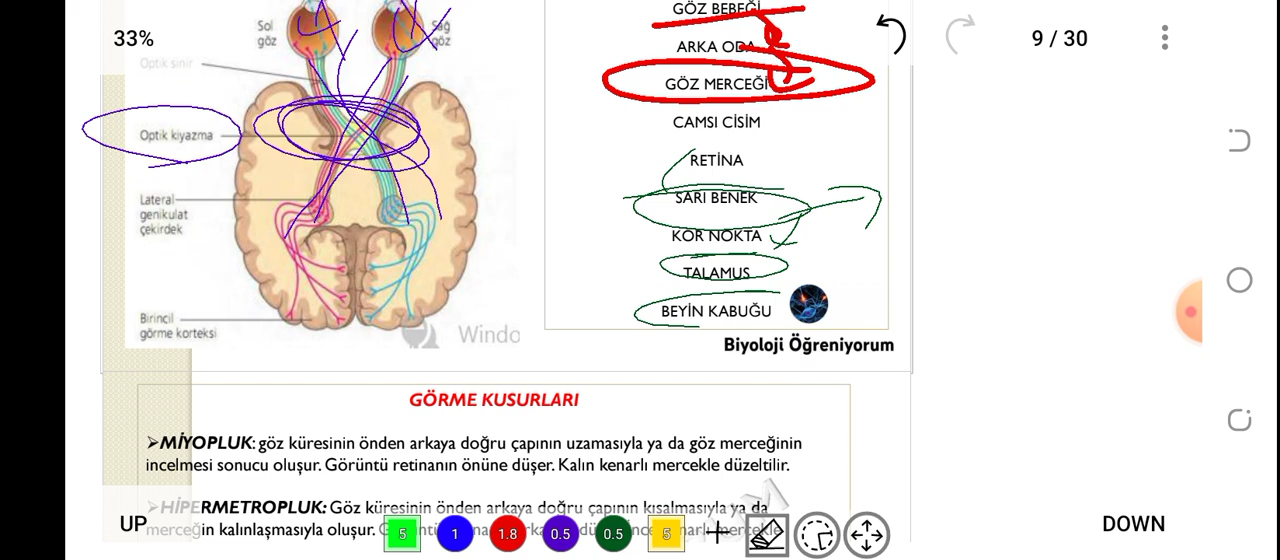 33%
Sol
göz
Sağ
göz
Optik sinir
Optik kiyazma
Lateral
genikulat
çekirdek
Birincil
görme korteksi
Windo
GÖZ BEBEĞİ
ARKA ODA
GÖZ MERCEĞİ
CAMSI CİSİM
RETİNA
SARI BENEK
KÖR NOKTA
TALAMUS
BEYİN KABUĞU
Biyoloji Öğreniyorum
9 / 30
GÖRME KUSURLARI
➢MİYOPLUK: göz küresinin önden arkaya doğru çapının uzamasıyla ya da göz merceğinin
incelmesi sonucu oluşur. Görüntü retinanın önüne düşer. Kalın kenarlı mercekle düzeltilir.
➢HİPERMETROPLUK: Göz küresinin önden arkaya doğru çapının kısalmasıyla ya da
merceğin kalınlaşmasıyla oluşur.
UP
5
1
1.8
0.5
0.5
5
DOWN